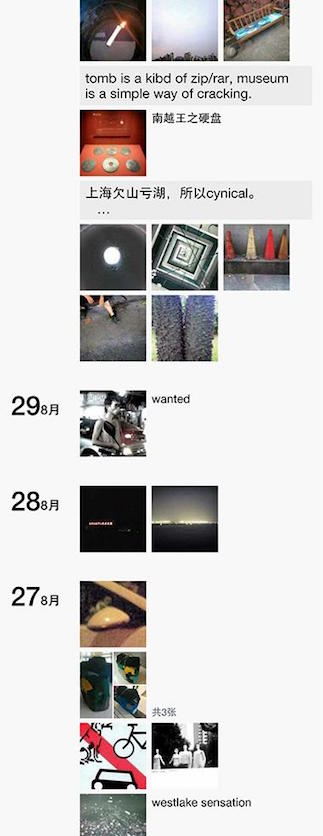 tomb is a kibd of zip/rar, museum
is a simple way of cracking.
南越王之硬盘
上海欠山亏湖，所以cynical。
...
29 8月
wanted
28 8月
27 8月
共3张
westlake sensation